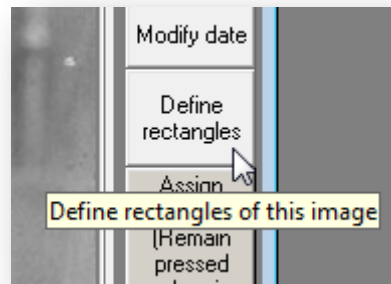 Modify date
Define
rectangles
Assign
Define rectangles of this image
(Remain
pressed